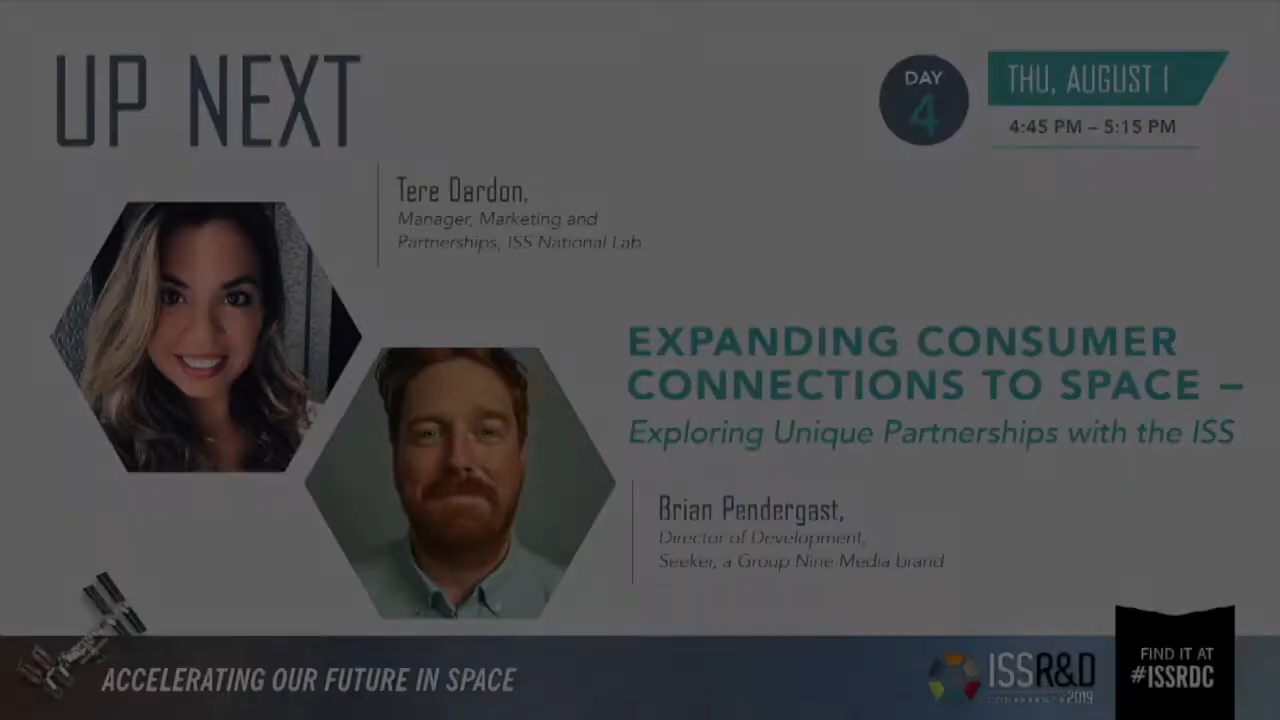 UP NEXT
DAY
4
THU, AUGUST 1
4:45 PM – 5:15 PM
Tere Dardon,
Manager, Marketing and
Partnerships, ISS National Lab
EXPANDING CONSUMER
CONNECTIONS TO SPACE –
Exploring Unique Partnerships with the ISS
Brian Pendergast,
Director of Development,
Seeker, a Group Nine Media brand
ACCELERATING OUR FUTURE IN SPACE
ISSR&D
CONFERENCE 2019
FIND IT AT
#ISSRDC